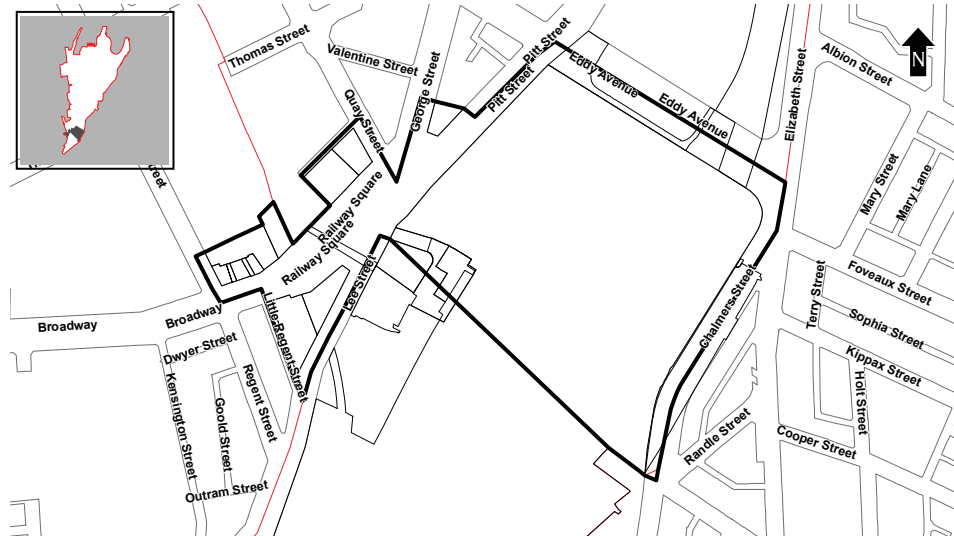 Thomas Street
Valentine Street
George Street
Pitt Street
Pitt Street
Eddy Avenue
Eddy Avenue
Elizabeth Street
Albion Street
N
Quay Street
Street
Mary Street
Mary Lane
Railway Square
Railway Square
Lee Street
Chalmers Street
Foveaux Street
Terry Street
Sophia Street
Kippax Street
Holt Street
Broadway
Broadway
Little Regent Street
Dwyer Street
Regent Street
Kensington Street
Goold Street
Outram Street
Randle Street
Cooper Street